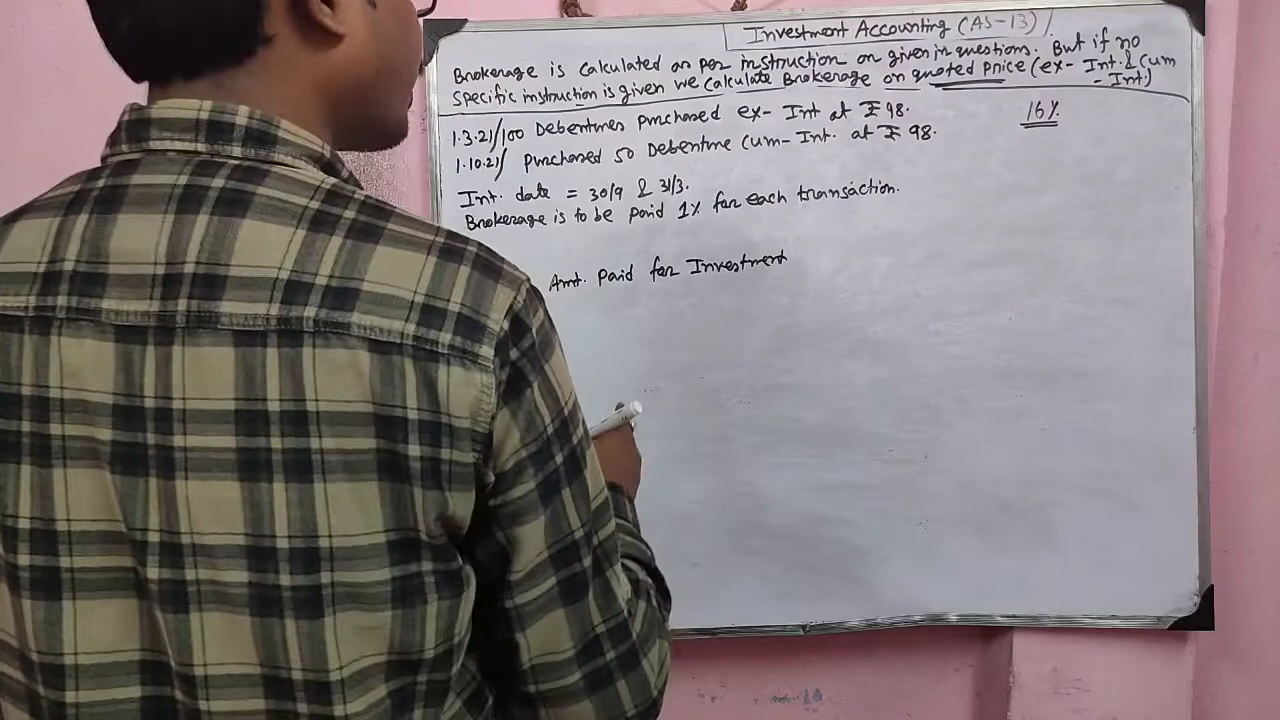 Investment Accounting (AS-13)
Brokerage is calculated as per instruction or given in questions. But if no
specific instruction is given we calculate Brokerage on quoted price (ex- Int. & Cum
- Int)
1.3.21/ 100 Debentures purchased ex- Int at ₹ 98. 16%
1.10.21/ purchased 50 Debenture Cum- Int. at ₹ 98.
Int. date = 30/9 & 31/3.
Brokerage is to be paid 1% for each transaction.
Amt. paid for Investment